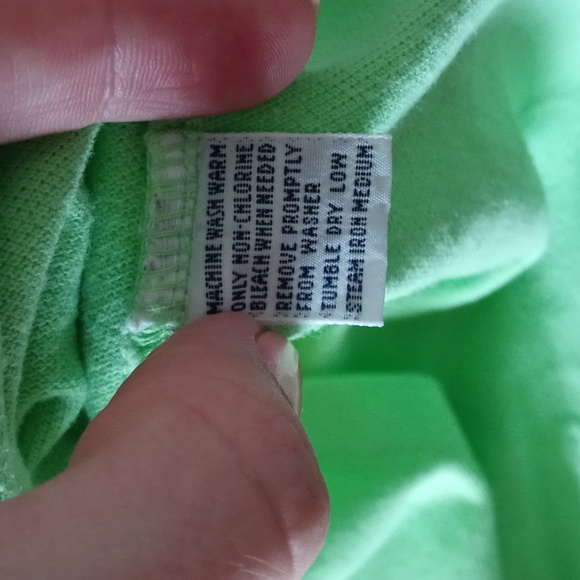 MACHINE WASH WARM
ONLY NON-CHLORINE
BLEACH WHEN NEEDED
REMOVE PROMPTLY
FROM WASHER
TUMBLE DRY LOW
STEAM IRON MEDIUM